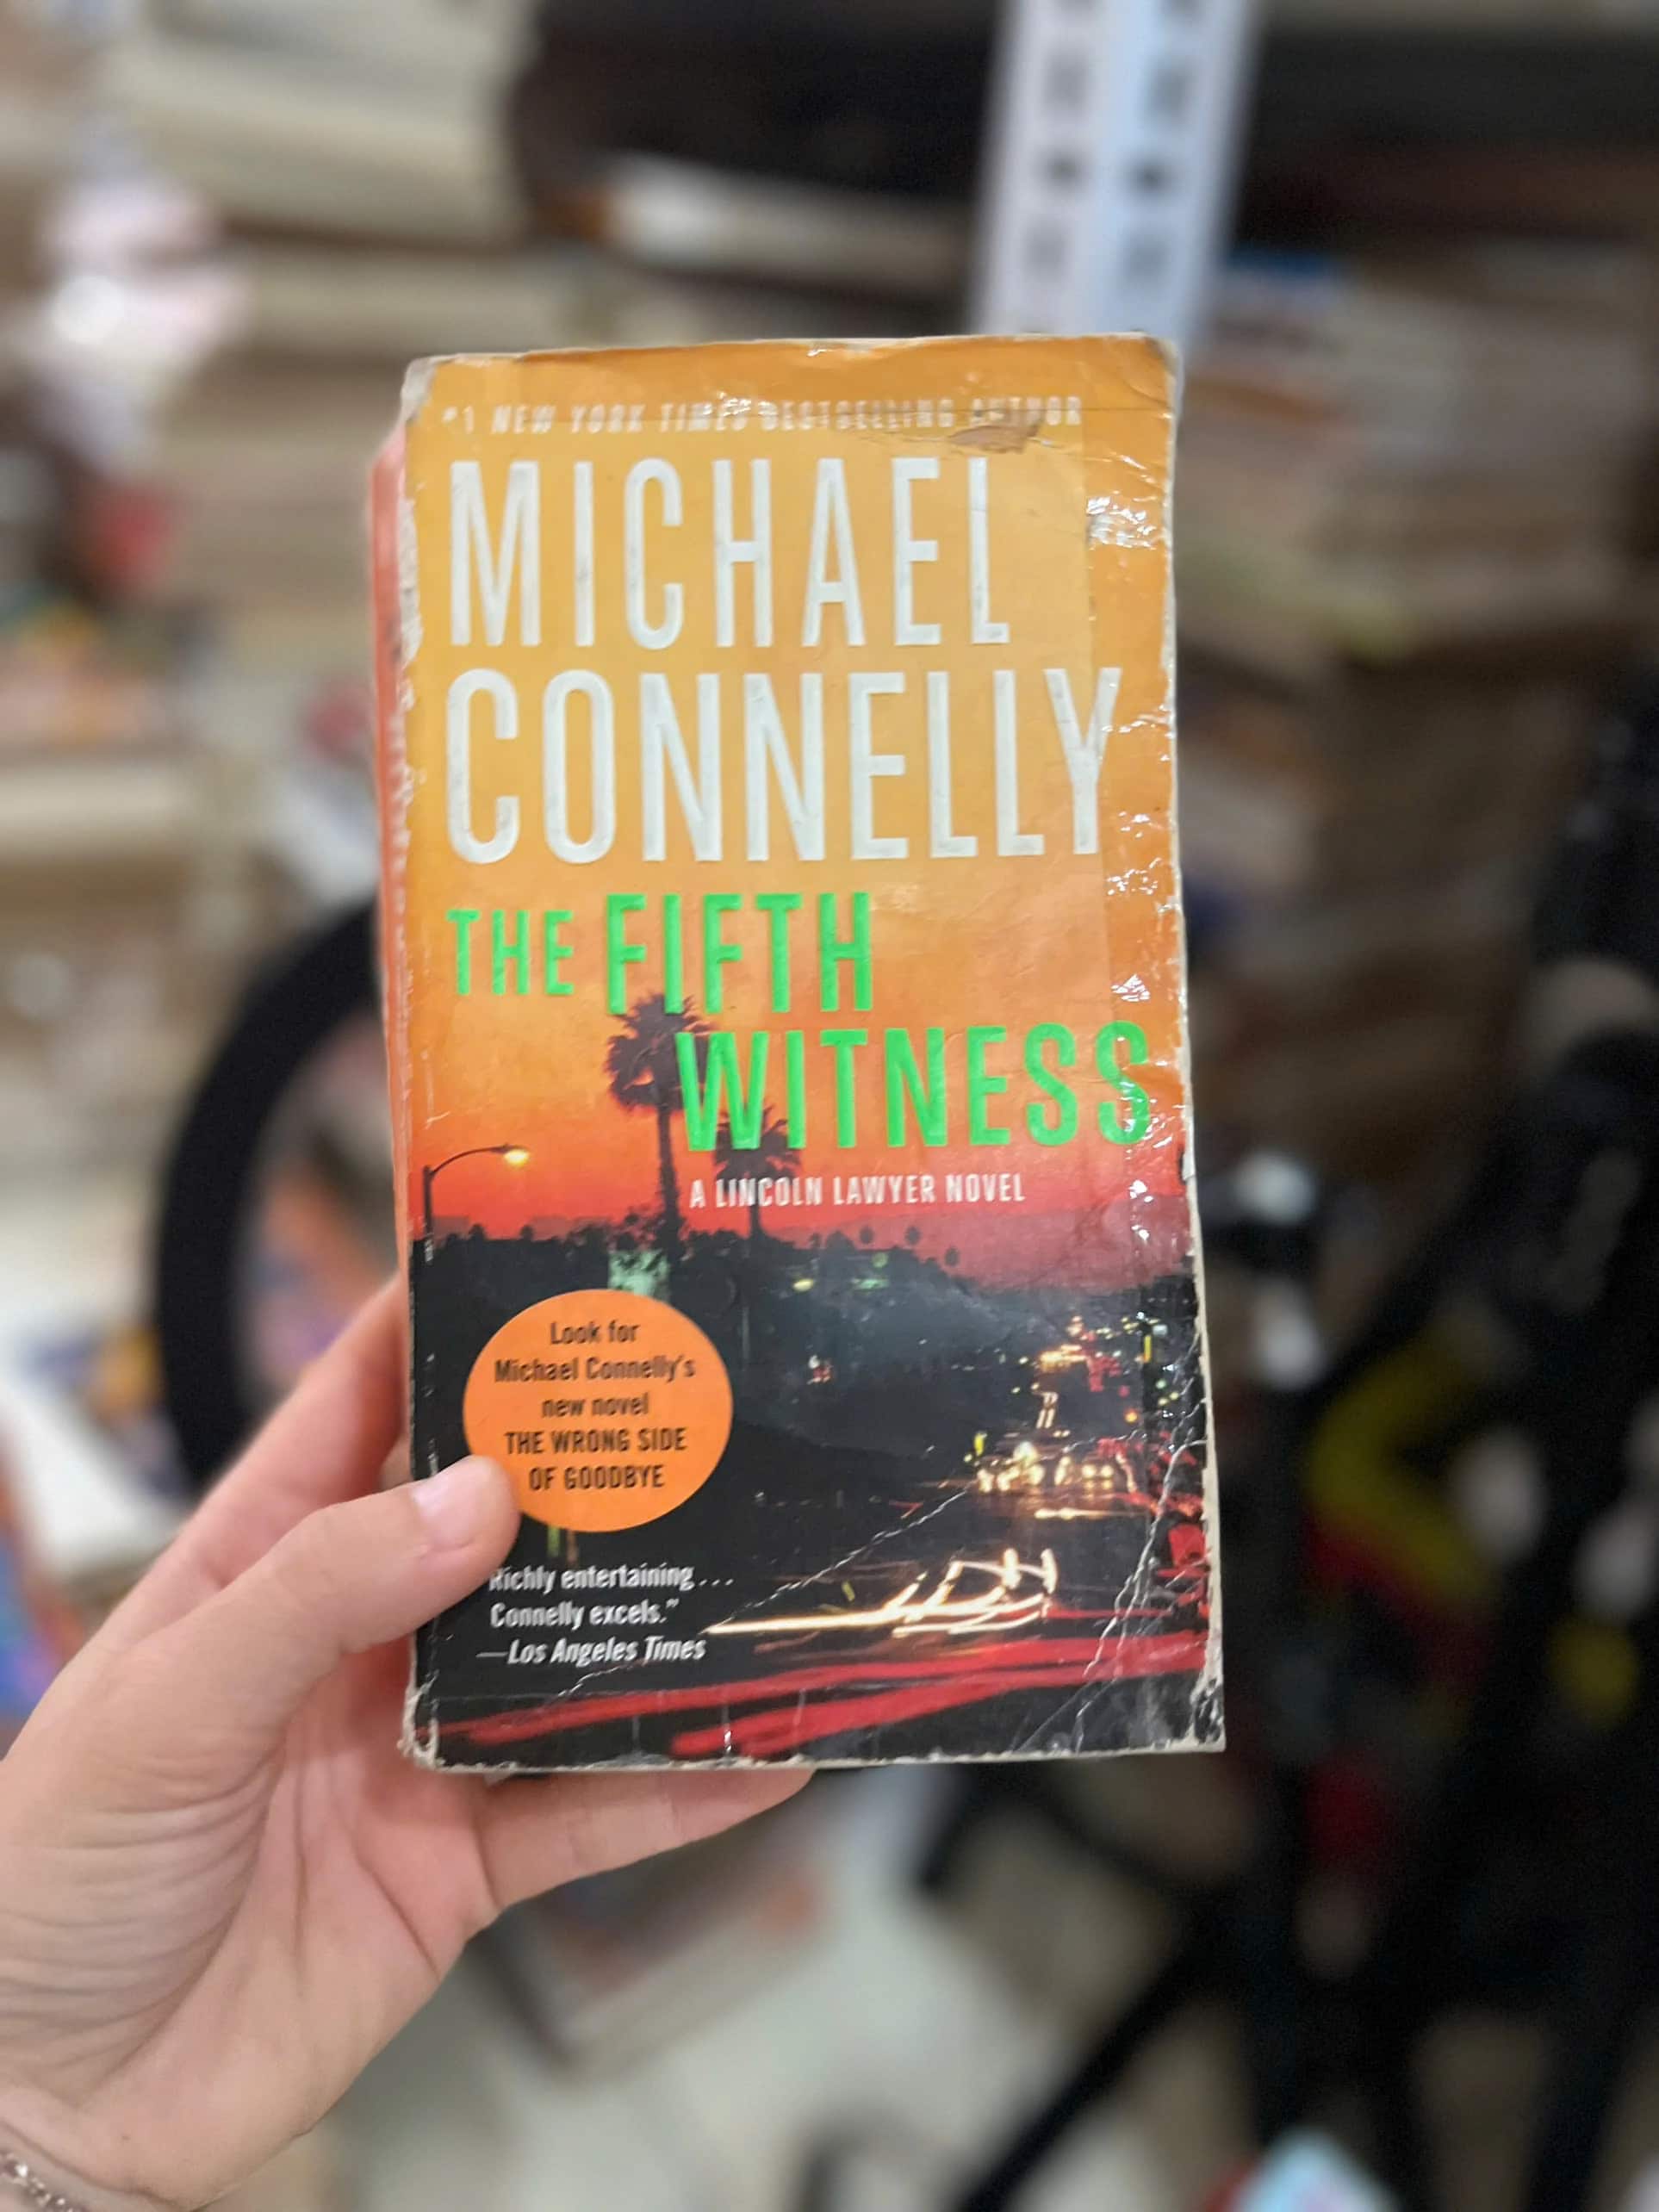 #1 NEW YORK TIMES BESTSELLING AUTHOR
MICHAEL
CONNELLY
THE FIFTH
WITNESS
A LINCOLN LAWYER NOVEL
Look for
Michael Connelly's
new novel
THE WRONG SIDE
OF GOODBYE
Richly entertaining...
Connelly excels."
—Los Angeles Times